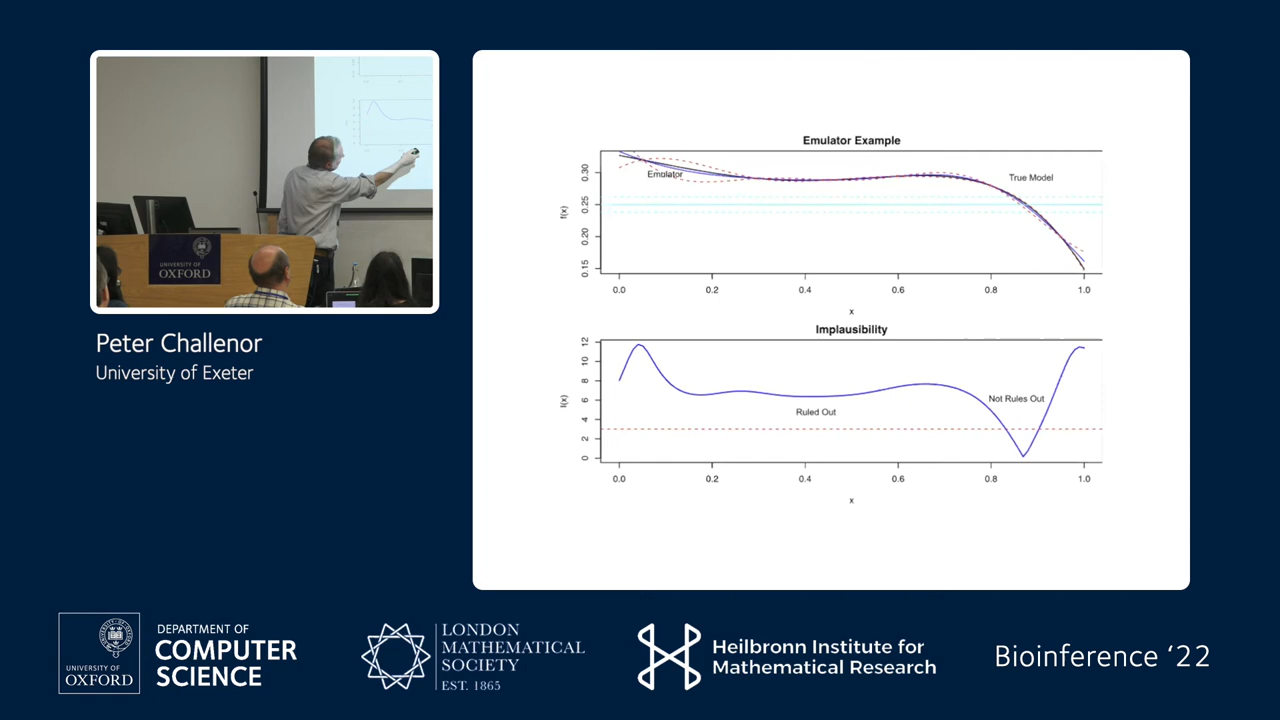 UNIVERSITY OF
OXFORD
Peter Challenor
University of Exeter
Emulator Example
f(x)
0.30
0.25
0.20
0.15
Emulator
True Model
0.0 0.2 0.4 0.6 0.8 1.0
x
Implausibility
I(x)
12
10
8
6
4
2
0
Ruled Out
Not Rules Out
0.0 0.2 0.4 0.6 0.8 1.0
x
UNIVERSITY OF
OXFORD
DEPARTMENT OF
COMPUTER
SCIENCE
LONDON
MATHEMATICAL
SOCIETY
EST. 1865
Heilbronn Institute for
Mathematical Research
Bioinference ‘22